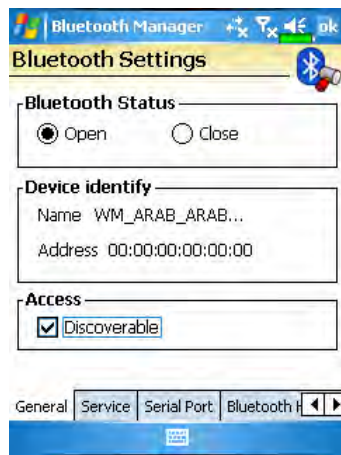 Bluetooth Manager ok
Bluetooth Settings
Bluetooth Status
Open Close
Device identify
Name WM_ARAB_ARAB...
Address 00:00:00:00:00:00
Access
Discoverable
General Service Serial Port Bluetooth